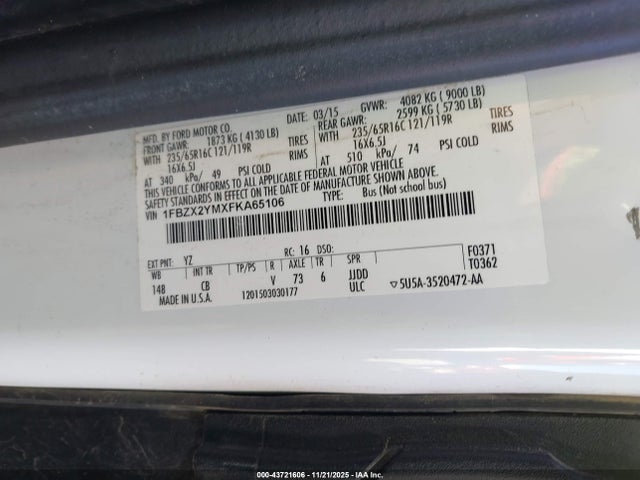 MFD. BY FORD MOTOR CO.
DATE: 03/15 GVWR: 4082 KG ( 9000 LB)
FRONT GAWR: 1873 KG ( 4130 LB) REAR GAWR: 2599 KG ( 5730 LB)
WITH 235/65R16C 121/119R TIRES WITH 235/65R16C 121/119R TIRES
16X6.5J RIMS 16X6.5J RIMS
AT 340 kPa/ 49 PSI COLD AT 510 kPa/ 74 PSI COLD
THIS VEHICLE CONFORMS TO ALL APPLICABLE FEDERAL MOTOR VEHICLE
SAFETY STANDARDS IN EFFECT ON THE DATE OF MANUFACTURE SHOWN ABOVE.
VIN: 1FBZX2YMXFKA65106 TYPE: Bus (Not school bus)
EXT PNT: YZ RC: 16 DSO: F0371
WB INT TR TP/PS R AXLE TR SPR T0362
148 CB V 73 6 JJDD
MADE IN U.S.A. 1201503030177 ULC ▽5U5A-3520472-AA
000-43721606 - 11/21/2025 - IAA Inc.